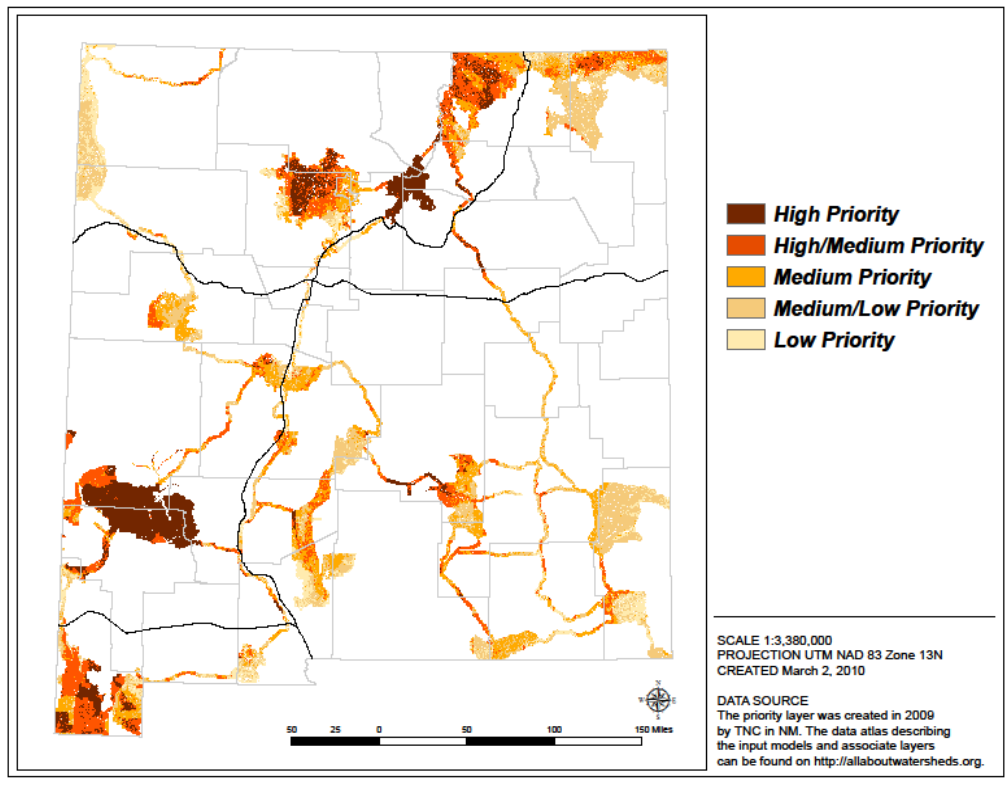 High Priority
High/Medium Priority
Medium Priority
Medium/Low Priority
Low Priority
SCALE 1:3,380,000
PROJECTION UTM NAD 83 Zone 13N
CREATED March 2, 2010
DATA SOURCE
The priority layer was created in 2009
by TNC in NM. The data atlas describing
the input models and associate layers
can be found on http://allaboutwatersheds.org.
N
W E
S
50 25 0 50 100 150 Miles